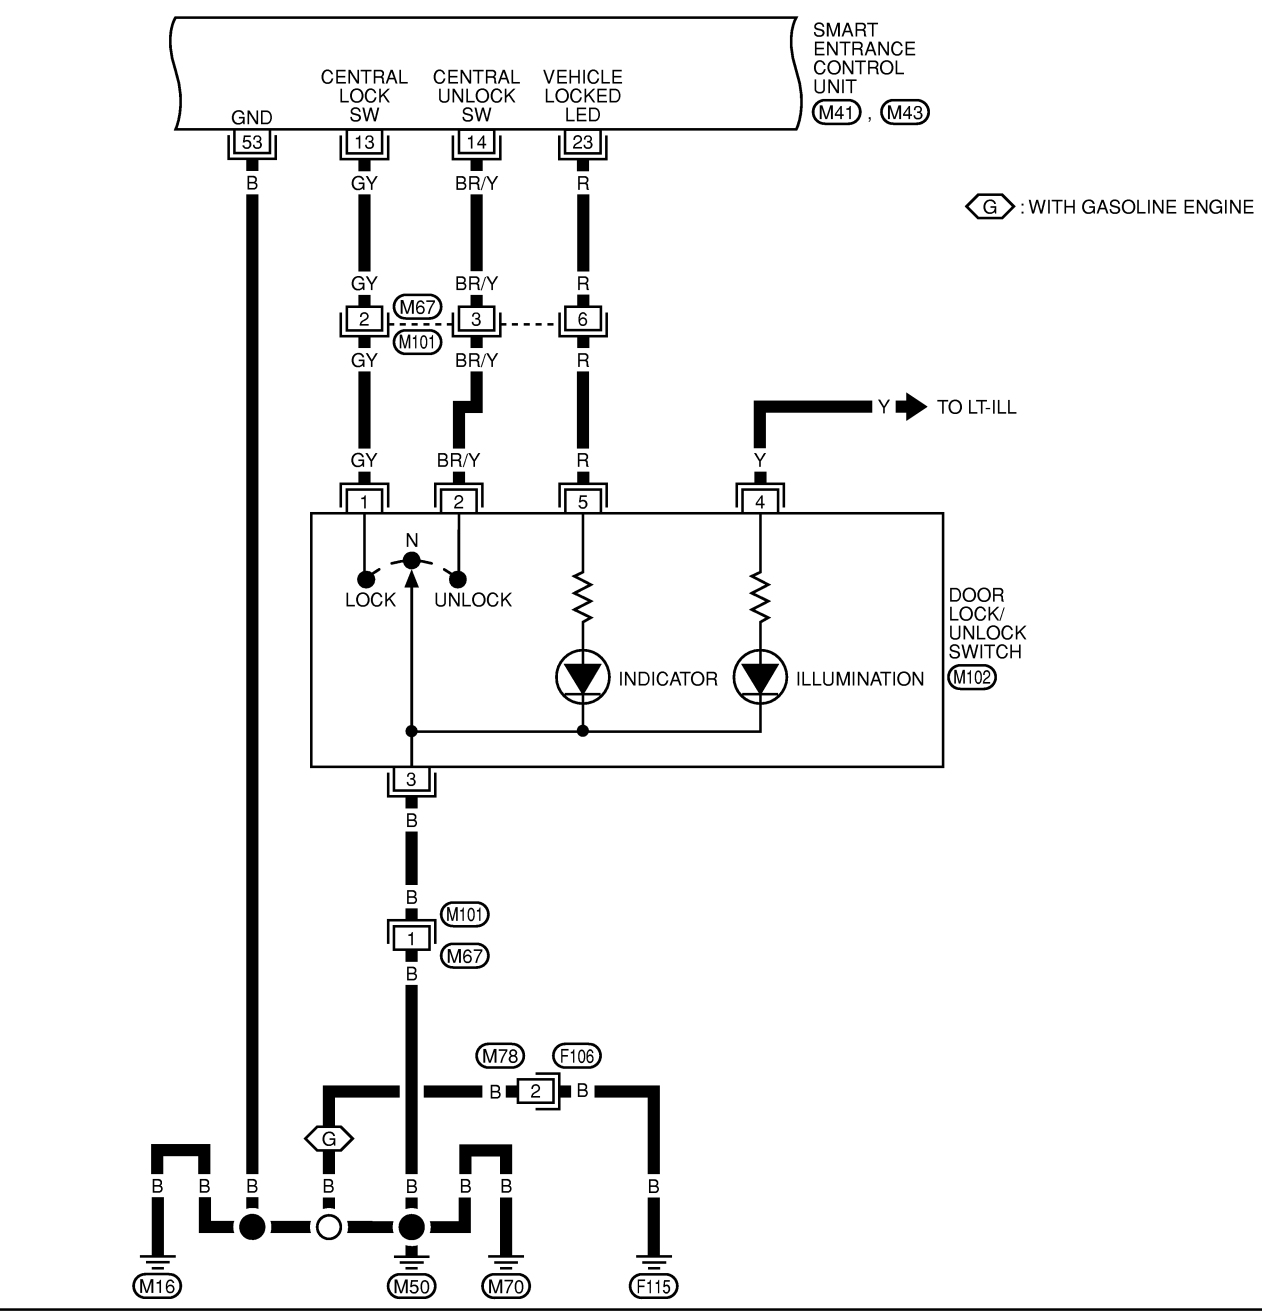 SMART
ENTRANCE
CONTROL
UNIT
M41 , M43
CENTRAL
LOCK
SW
CENTRAL
UNLOCK
SW
VEHICLE
LOCKED
LED
GND
53 13 14 23
B GY BR/Y R
G : WITH GASOLINE ENGINE
GY BR/Y R
M67
2 3 6
M101
GY BR/Y R
Y TO LT-ILL
GY BR/Y R Y
1 2 5 4
N
LOCK UNLOCK
DOOR
LOCK/
UNLOCK
SWITCH
M102
INDICATOR ILLUMINATION
3
B
B
M101
1
M67
B
M78 F106
B 2 B
G
B B B B B B B B
M16 M50 M70 F115